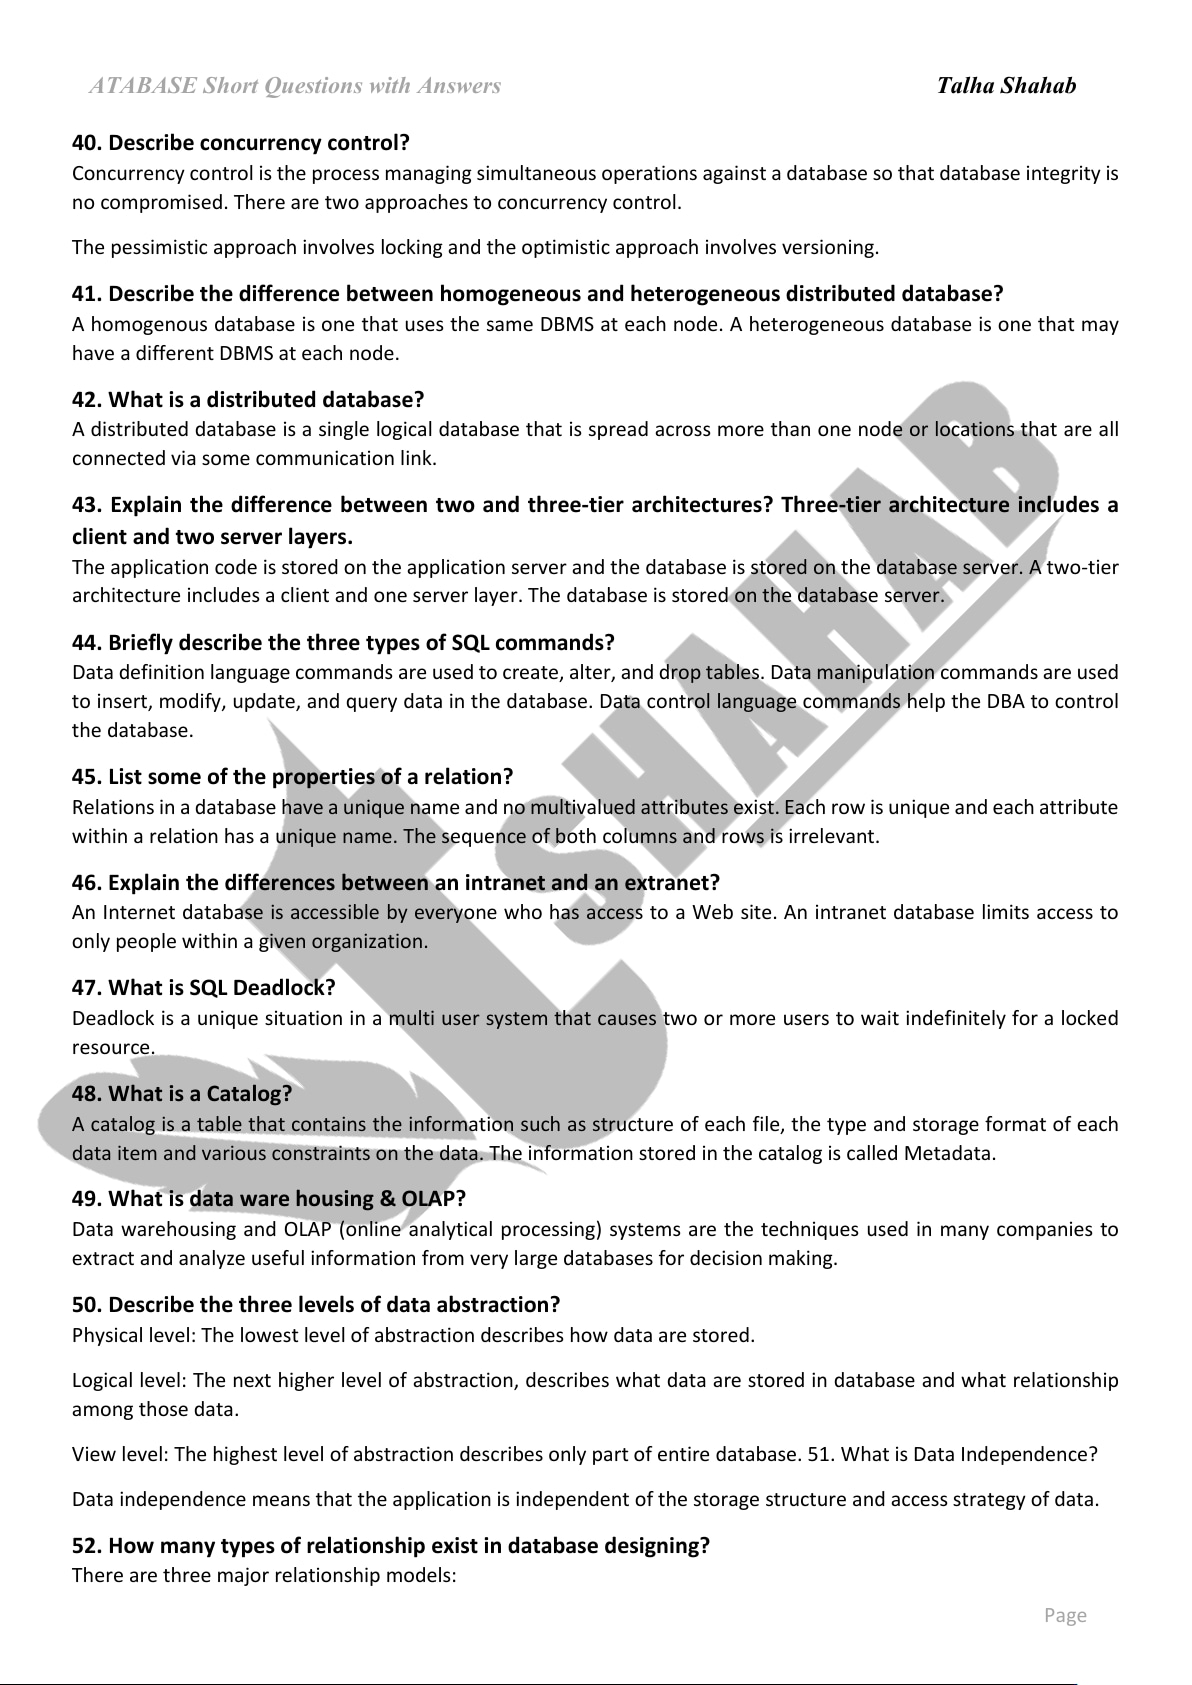 ATABASE Short Questions with Answers
Talha Shahab
40. Describe concurrency control?
Concurrency control is the process managing simultaneous operations against a database so that database integrity is
no compromised. There are two approaches to concurrency control.
The pessimistic approach involves locking and the optimistic approach involves versioning.
41. Describe the difference between homogeneous and heterogeneous distributed database?
A homogenous database is one that uses the same DBMS at each node. A heterogeneous database is one that may
have a different DBMS at each node.
42. What is a distributed database?
A distributed database is a single logical database that is spread across more than one node or locations that are all
connected via some communication link.
43. Explain the difference between two and three-tier architectures? Three-tier architecture includes a
client and two server layers.
The application code is stored on the application server and the database is stored on the database server. A two-tier
architecture includes a client and one server layer. The database is stored on the database server.
44. Briefly describe the three types of SQL commands?
Data definition language commands are used to create, alter, and drop tables. Data manipulation commands are used
to insert, modify, update, and query data in the database. Data control language commands help the DBA to control
the database.
45. List some of the properties of a relation?
Relations in a database have a unique name and no multivalued attributes exist. Each row is unique and each attribute
within a relation has a unique name. The sequence of both columns and rows is irrelevant.
46. Explain the differences between an intranet and an extranet?
An Internet database is accessible by everyone who has access to a Web site. An intranet database limits access to
only people within a given organization.
47. What is SQL Deadlock?
Deadlock is a unique situation in a multi user system that causes two or more users to wait indefinitely for a locked
resource.
48. What is a Catalog?
A catalog is a table that contains the information such as structure of each file, the type and storage format of each
data item and various constraints on the data. The information stored in the catalog is called Metadata.
49. What is data ware housing & OLAP?
Data warehousing and OLAP (online analytical processing) systems are the techniques used in many companies to
extract and analyze useful information from very large databases for decision making.
50. Describe the three levels of data abstraction?
Physical level: The lowest level of abstraction describes how data are stored.
Logical level: The next higher level of abstraction, describes what data are stored in database and what relationship
among those data.
View level: The highest level of abstraction describes only part of entire database. 51. What is Data Independence?
Data independence means that the application is independent of the storage structure and access strategy of data.
52. How many types of relationship exist in database designing?
There are three major relationship models:
Page
SHAHAB